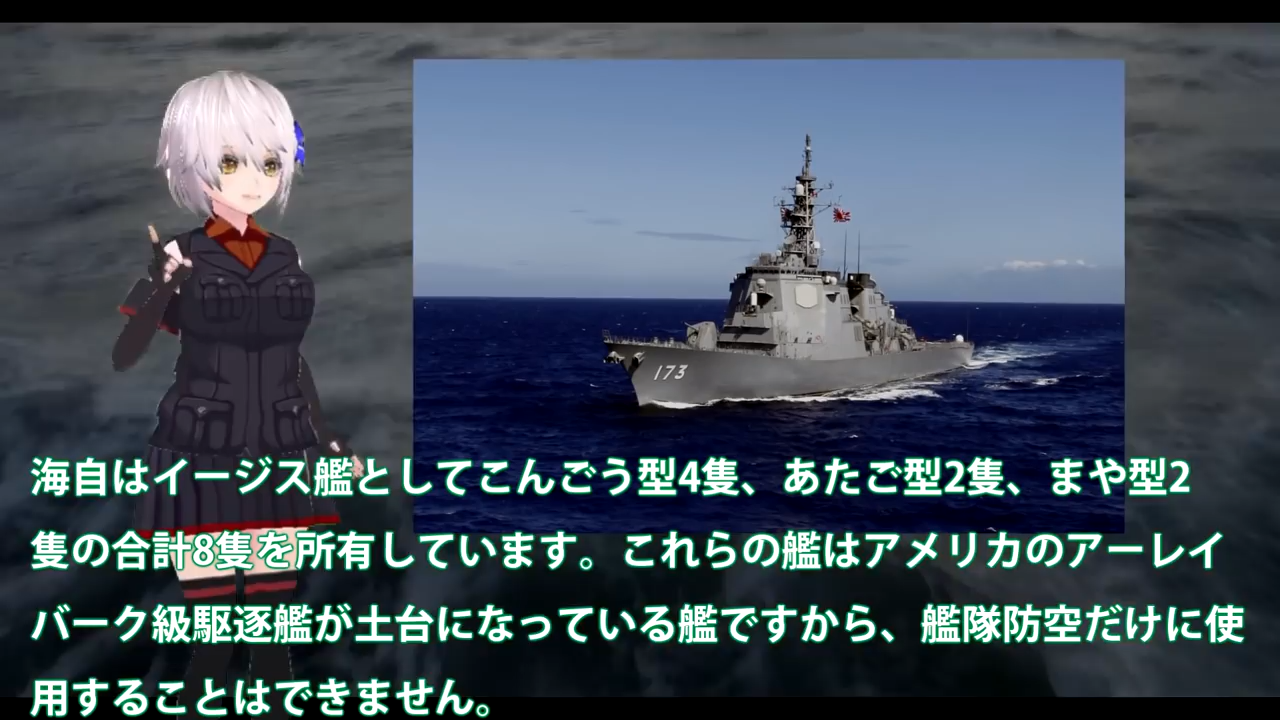 173
海自はイージス艦としてこんごう型4隻、あたご型2隻、まや型2
隻の合計8隻を所有しています。これらの艦はアメリカのアーレイ
バーク級駆逐艦が土台になっている艦ですから、艦隊防空だけに使
用することはできません。